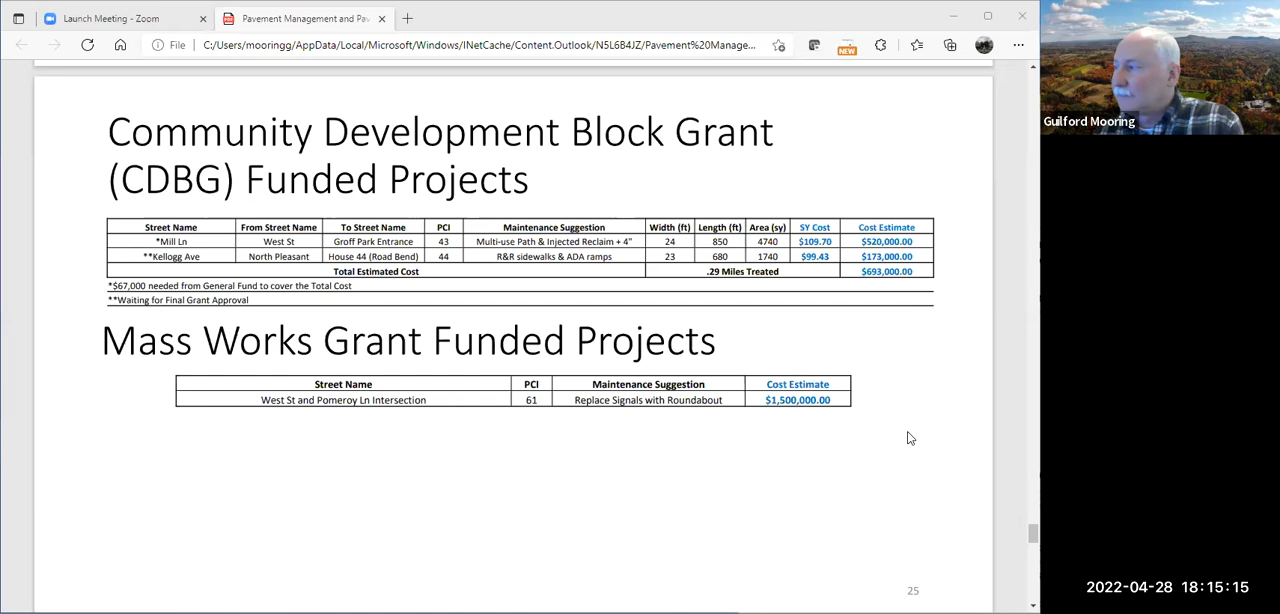 Launch Meeting - Zoom
Pavement Management and Pav
File C:/Users/mooringg/AppData/Local/Microsoft/Windows/INetCache/Content.Outlook/N5L6B4JZ/Pavement%20Manage...
NEW
Guilford Mooring
Community Development Block Grant
(CDBG) Funded Projects
Street Name From Street Name To Street Name PCI Maintenance Suggestion Width (ft) Length (ft) Area (sy) SY Cost Cost Estimate
*Mill Ln West St Groff Park Entrance 43 Multi-use Path & Injected Reclaim + 4" 24 850 4740 $109.70 $520,000.00
**Kellogg Ave North Pleasant House 44 (Road Bend) 44 R&R sidewalks & ADA ramps 23 680 1740 $99.43 $173,000.00
Total Estimated Cost .29 Miles Treated $693,000.00
*$67,000 needed from General Fund to cover the Total Cost
**Waiting for Final Grant Approval
Mass Works Grant Funded Projects
Street Name PCI Maintenance Suggestion Cost Estimate
West St and Pomeroy Ln Intersection 61 Replace Signals with Roundabout $1,500,000.00
25
2022-04-28 18:15:15